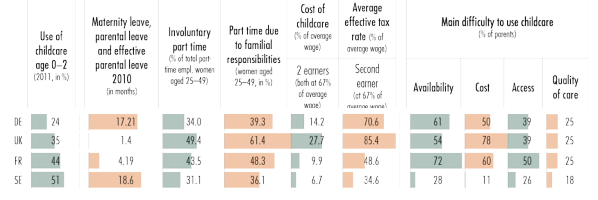 Use of
childcare
age 0–2
(2011, in %)
Maternity leave,
parental leave
and effective
parental leave
2010
(in months)
Involuntary
part time
(% of total part-
time empl. women
aged 25–49)
Part time due
to familial
responsibilities
(women aged
25–49, in %)
Cost of
childcare
(% of average
wage)
2 earners
(both at 67%
of average
wage)
Average
effective tax
rate (% of
average wage)
Second
earner
(at 67% of
average wage)
Main difficulty to use childcare
(% of parents)
Availability
Cost
Access
Quality
of care
DE 24 17.21 34.0 39.3 14.2 70.6 61 50 39 25
UK 35 1.4 49.4 61.4 27.7 85.4 54 78 39 25
FR 44 4.19 43.5 48.3 9.9 48.6 72 60 50 25
SE 51 18.6 31.1 36.1 6.7 34.6 28 11 26 18